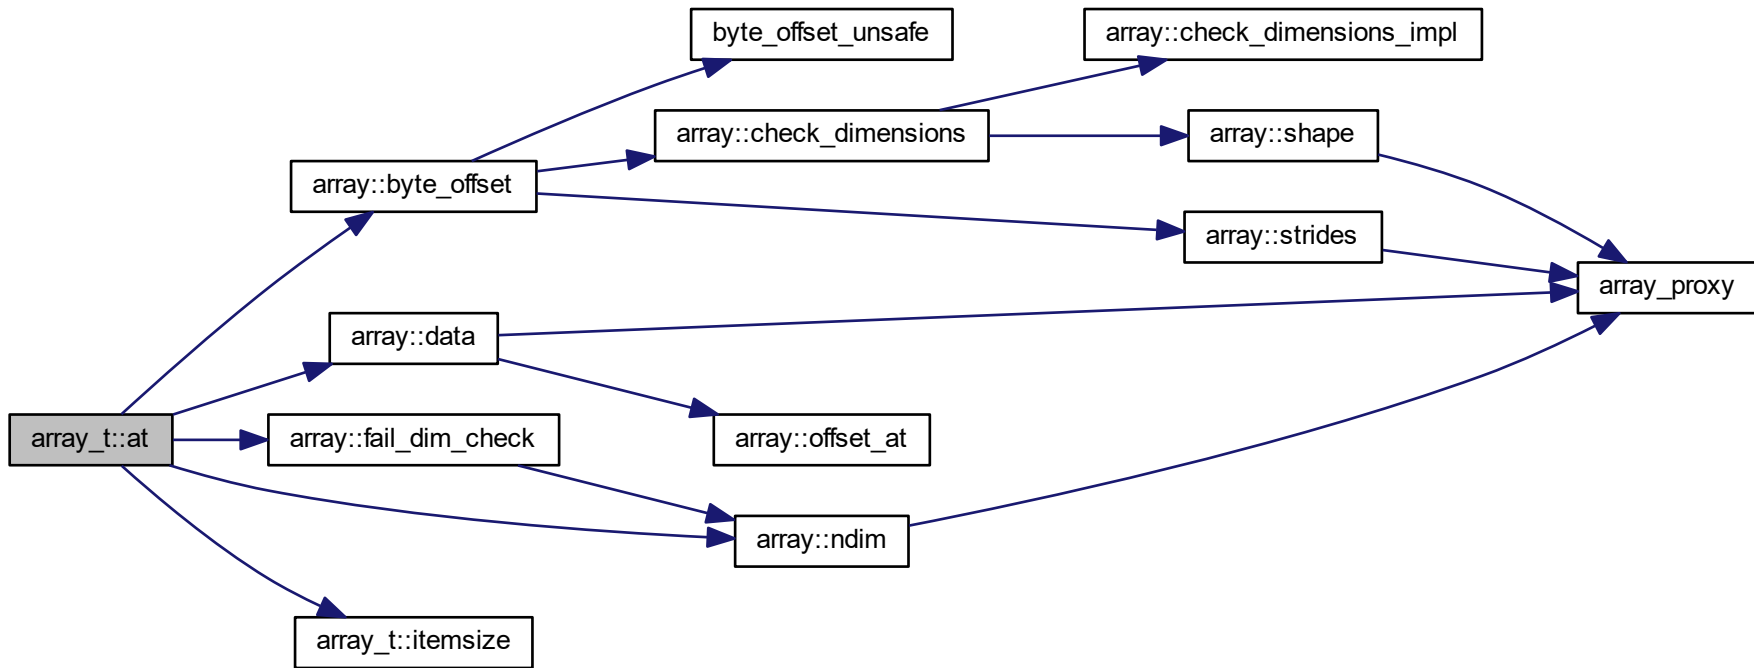 byte_offset_unsafe
array::check_dimensions_impl
array::check_dimensions
array::shape
array::byte_offset
array::strides
array_proxy
array::data
array_t::at
array::fail_dim_check
array::offset_at
array::ndim
array_t::itemsize